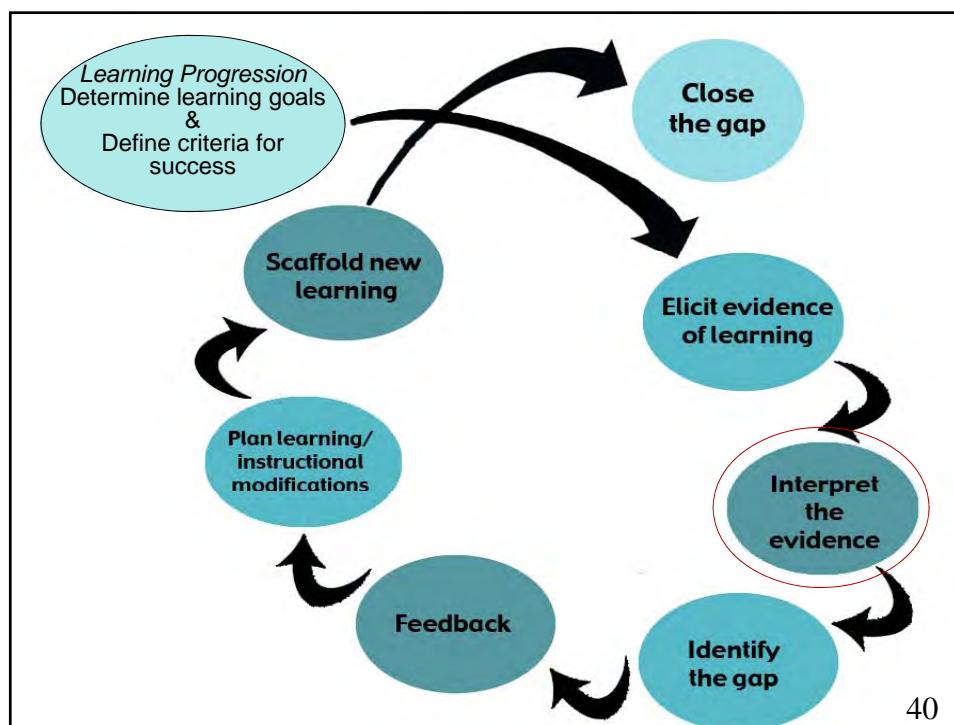 Learning Progression
Determine learning goals
&
Define criteria for
success
Close
the gap
Scaffold new
learning
Elicit evidence
of learning
Plan learning/
instructional
modifications
Interpret
the
evidence
Feedback
Identify
the gap
40